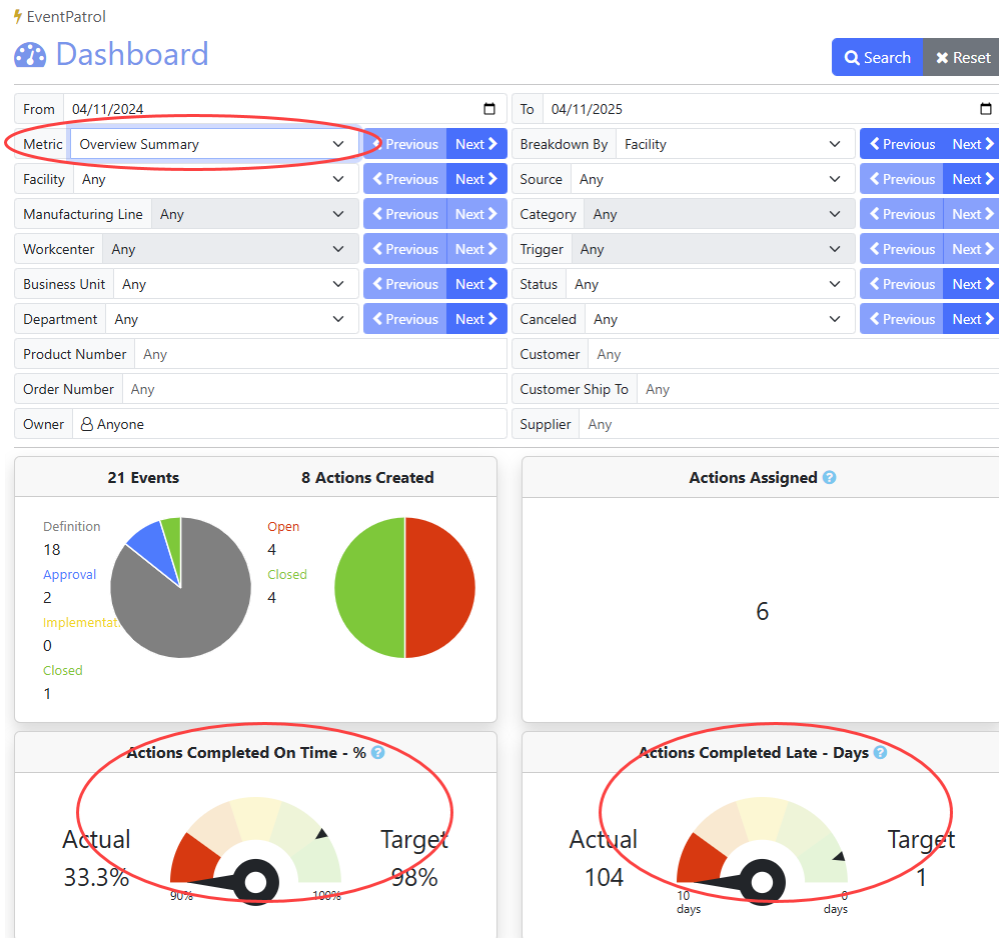 EventPatrol
Dashboard
Search Reset
From 04/11/2024 To 04/11/2025
Metric Overview Summary Previous Next Breakdown By Facility Previous Next
Facility Any Previous Next Source Any Previous Next
Manufacturing Line Any Previous Next Category Any Previous Next
Workcenter Any Previous Next Trigger Any Previous Next
Business Unit Any Previous Next Status Any Previous Next
Department Any Previous Next Canceled Any Previous Next
Product Number Any Customer Any
Order Number Any Customer Ship To Any
Owner Anyone Supplier Any
21 Events 8 Actions Created Actions Assigned ?
Definition Open
18 4
Approval Closed
2 4
Implementat
0
Closed
1
6
Actions Completed On Time - % ? Actions Completed Late - Days ?
Actual Target Actual Target
33.3% 98% 104 1
90% 100% 10 days 0 days